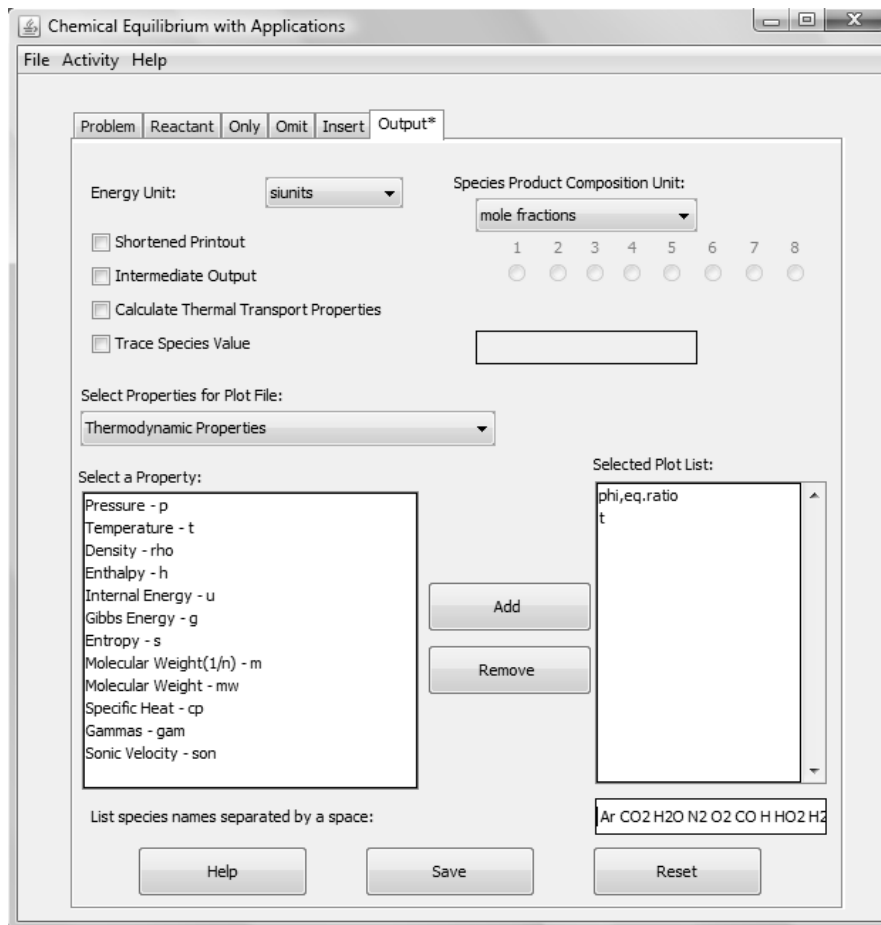 Chemical Equilibrium with Applications
File Activity Help
Problem Reactant Only Omit Insert Output*
Energy Unit: siunits
Species Product Composition Unit:
mole fractions
1 2 3 4 5 6 7 8
Shortened Printout
Intermediate Output
Calculate Thermal Transport Properties
Trace Species Value
Select Properties for Plot File:
Thermodynamic Properties
Select a Property:
Pressure - p
Temperature - t
Density - rho
Enthalpy - h
Internal Energy - u
Gibbs Energy - g
Entropy - s
Molecular Weight(1/n) - m
Molecular Weight - mw
Specific Heat - cp
Gammas - gam
Sonic Velocity - son
Add
Remove
Selected Plot List:
phi,eq.ratio
t
List species names separated by a space:
Ar CO2 H2O N2 O2 CO H HO2 H2
Help Save Reset